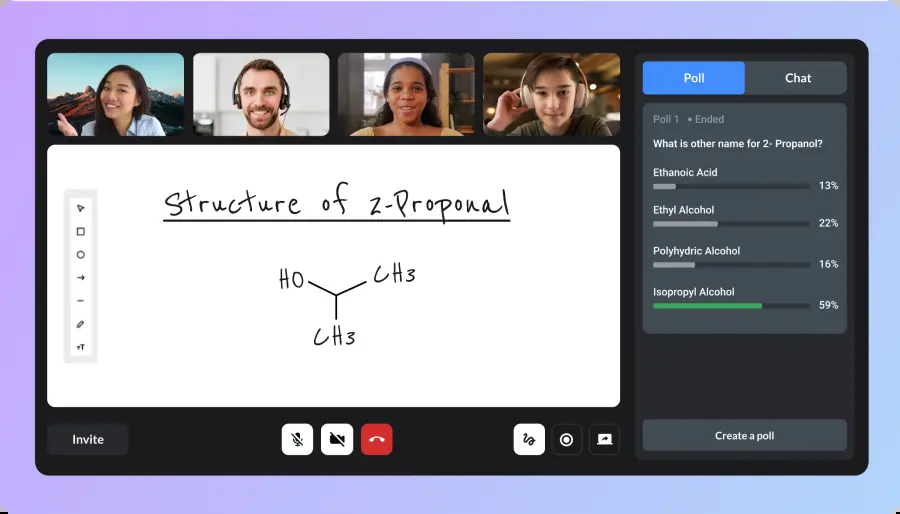 Poll
Chat
Poll 1 • Ended
What is other name for 2- Propanol?
Ethanoic Acid
13%
Ethyl Alcohol
22%
Polyhydric Alcohol
16%
Isopropyl Alcohol
59%
Create a poll
Structure of 2-Proponal
HO
CH3
CH3
тT
Invite